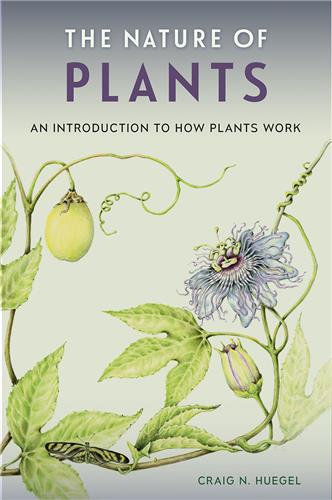 THE NATURE OF
PLANTS
AN INTRODUCTION TO HOW PLANTS WORK
CRAIG N. HUEGEL